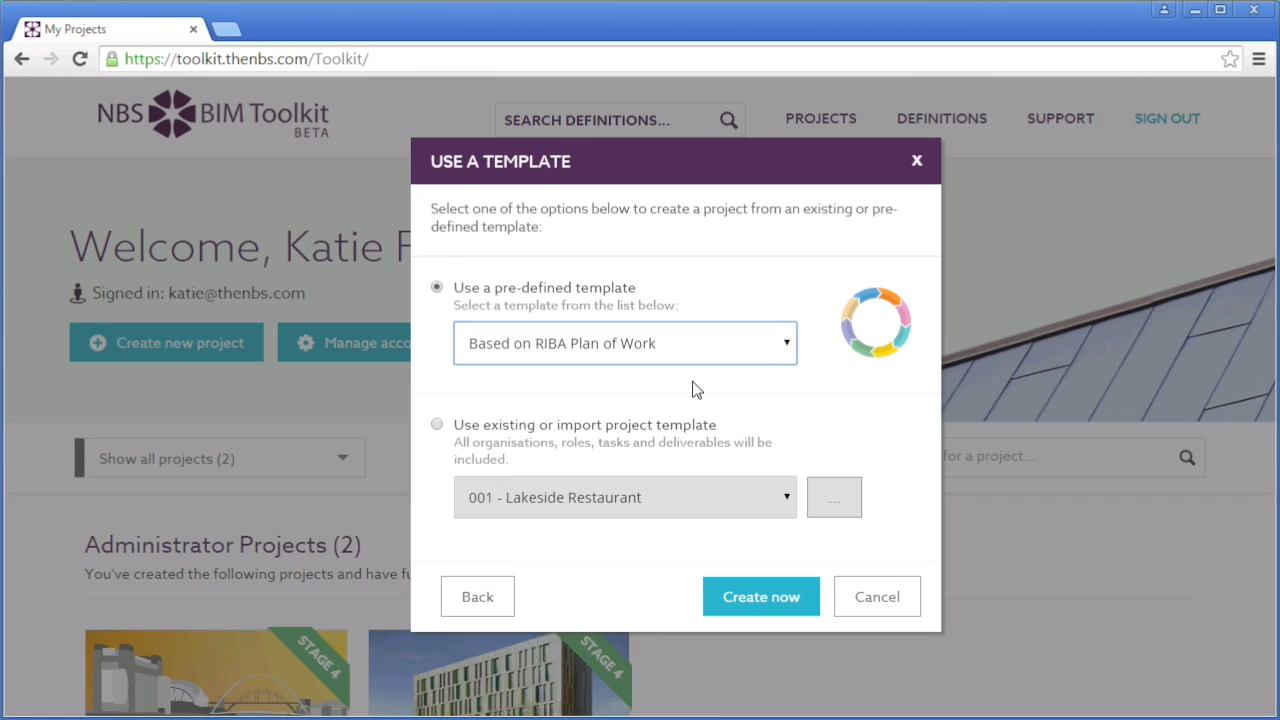 My Projects
https://toolkit.thenbs.com/Toolkit/
NBS BIM Toolkit
BETA
SEARCH DEFINITIONS...
PROJECTS
DEFINITIONS
SUPPORT
SIGN OUT
USE A TEMPLATE
X
Select one of the options below to create a project from an existing or pre-
defined template:
Welcome, Katie F
Signed in: katie@thenbs.com
Create new project
Manage acco
Use a pre-defined template
Select a template from the list below:
Based on RIBA Plan of Work
Use existing or import project template
All organisations, roles, tasks and deliverables will be
included.
001 - Lakeside Restaurant
...
Show all projects (2)
for a project...
Administrator Projects (2)
You've created the following projects and have fu
Back
Create now
Cancel
STAGE 4
STAGE 4